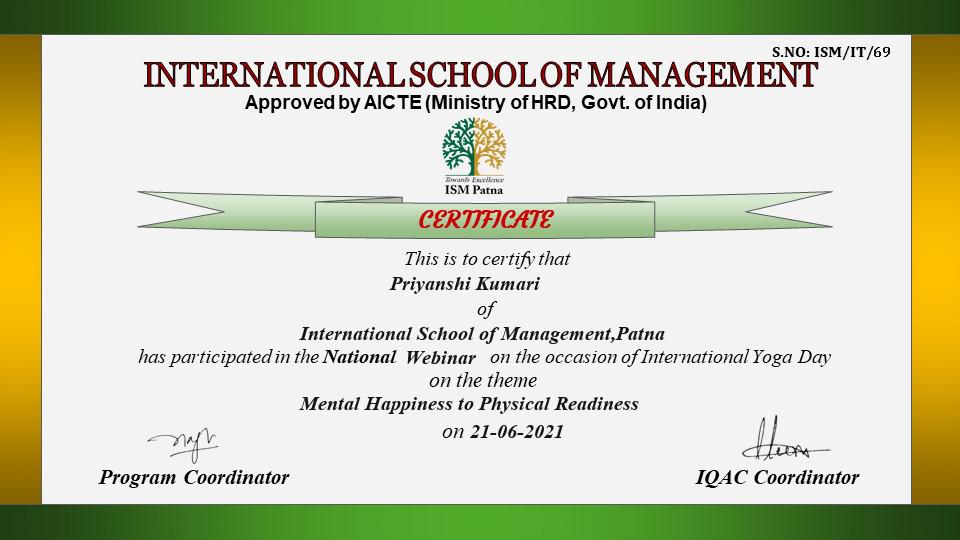 S.NO: ISM/IT/69
INTERNATIONAL SCHOOL OF MANAGEMENT
Approved by AICTE (Ministry of HRD, Govt. of India)
Towards Excellence
ISM Patna
CERTIFICATE
This is to certify that
Priyanshi Kumari
of
International School of Management,Patna
has participated in the National Webinar on the occasion of International Yoga Day
on the theme
Mental Happiness to Physical Readiness
on 21-06-2021
Program Coordinator IQAC Coordinator